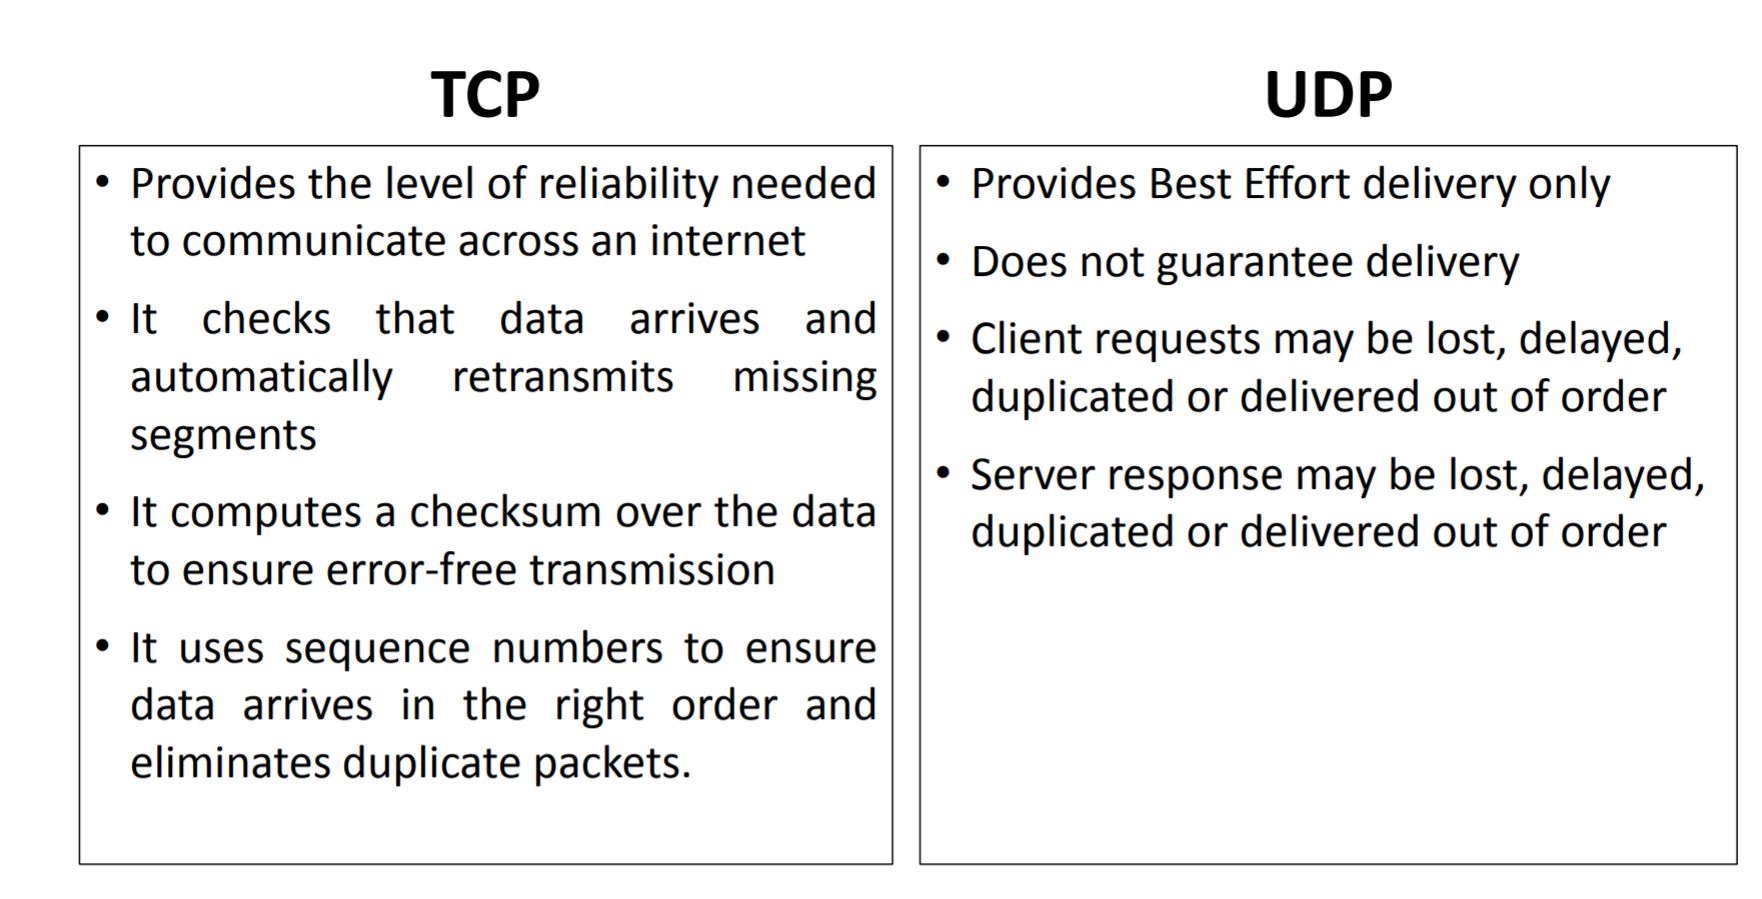 TCP
• Provides the level of reliability needed
to communicate across an internet
• It checks that data arrives and
automatically retransmits missing
segments
• It computes a checksum over the data
to ensure error-free transmission
• It uses sequence numbers to ensure
data arrives in the right order and
eliminates duplicate packets.
UDP
• Provides Best Effort delivery only
• Does not guarantee delivery
• Client requests may be lost, delayed,
duplicated or delivered out of order
• Server response may be lost, delayed,
duplicated or delivered out of order